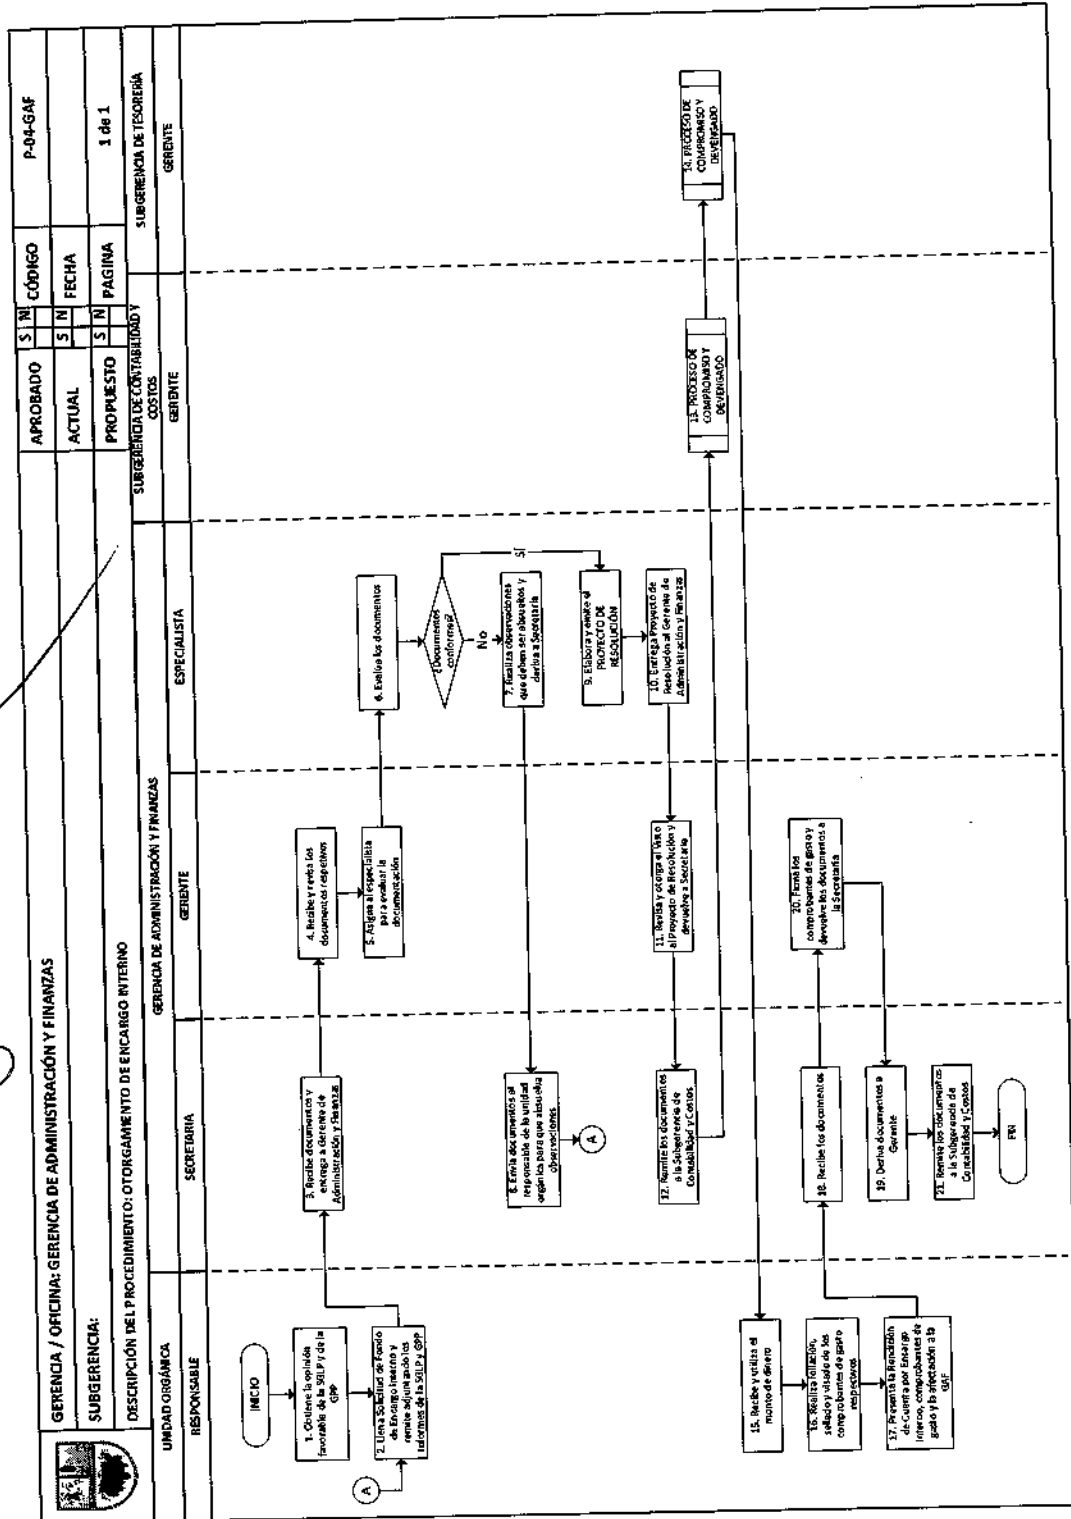 GERENCIA / OFICINA: GERENCIA DE ADMINISTRACIÓN Y FINANZAS
APROBADO
S N
CÓDIGO
P-04-GAF
SUBGERENCIA:
ACTUAL
S N
FECHA
DESCRIPCIÓN DEL PROCEDIMIENTO: OTORGAMIENTO DE ENCARGO INTERNO
PROPUESTO
S N
PAGINA
1 de 1
UNIDAD ORGÁNICA
GERENCIA DE ADMINISTRACIÓN Y FINANZAS
SUBGERENCIA DE CONTABILIDAD Y
COSTOS
SUBGERENCIA DE TESORERÍA
RESPONSABLE
SECRETARIA
GERENTE
ESPECIALISTA
GERENTE
GERENTE
INICIO
1. Obtiene la opinión
favorable de la SGLP y de la
GPP
A
2. Llena Solicitud de Fondo
de Encargo Interno y
remite adjuntando los
informes de la SGLP y GPP
3. Recibe documentos y
entrega a Gerente de
Administración y Finanzas
4. Recibe y revisa los
documentos respetivos
5. Asigna al especialista
para evaluar la
documentación
6. Evalúa los documentos
¿Documentos
conformes?
SÍ
No
7. Realiza observaciones
que deben ser absueltos y
deriva a Secretaria
8. Envía documentos al
responsable de la unidad
orgánica para que absuelva
observaciones
A
9. Elabora y emite el
PROYECTO DE
RESOLUCIÓN
10. Entrega Proyecto de
Resolución al Gerente de
Administración y Finanzas
11. Revisa y otorga el Visto
al Proyecto de Resolución y
devuelve a Secretaria
12. Remite los documentos
a la Subgerencia de
Contabilidad y Costos
13. PROCESO DE
COMPROMISO Y
DEVENGADO
14. PROCESO DE
COMPROMISO Y
DEVENGADO
15. Recibe y utiliza el
monto de dinero
16. Realiza foliación,
sellado y visado de los
comprobantes de gasto
respectivos
17. Presenta la Rendición
de Cuenta por Encargo
Interno, comprobantes de
gasto y la afectación a la
GAF
18. Recibe los documentos
19. Deriva documentos a
Gerente
20. Firma los
comprobantes de gasto y
devuelve los documentos a
la Secretaria
21. Remite los documentos
a la Subgerencia de
Contabilidad y Costos
FIN